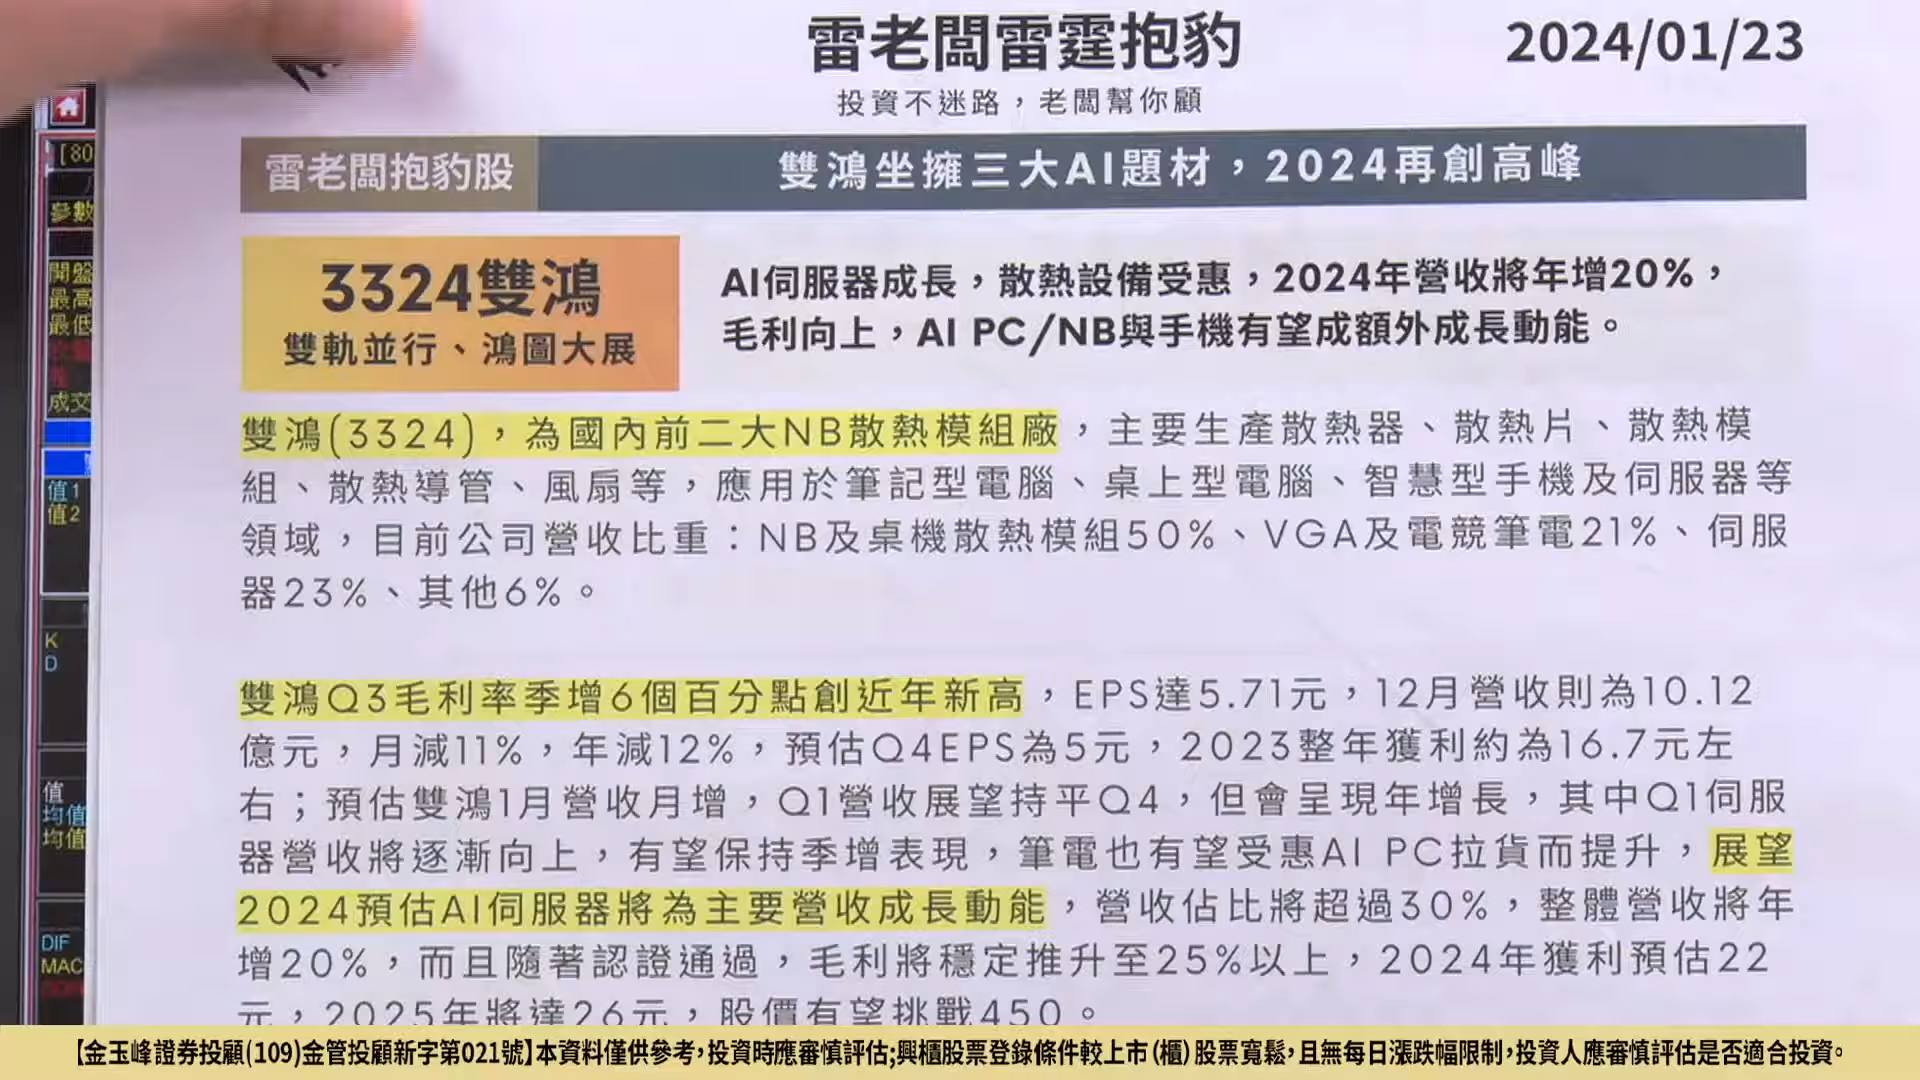 雷老闆雷霆抱豹
2024/01/23
投資不迷路，老闆幫你顧
雷老闆抱豹股
雙鴻坐擁三大AI題材，2024再創高峰
3324雙鴻
雙軌並行、鴻圖大展
AI伺服器成長，散熱設備受惠，2024年營收將年增20%，
毛利向上，AI PC/NB與手機有望成額外成長動能。
雙鴻(3324)，為國內前二大NB散熱模組廠，主要生產散熱器、散熱片、散熱模
組、散熱導管、風扇等，應用於筆記型電腦、桌上型電腦、智慧型手機及伺服器等
領域，目前公司營收比重：NB及桌機散熱模組50%、VGA及電競筆電21%、伺服
器23%、其他6%。
雙鴻Q3毛利率季增6個百分點創近年新高，EPS達5.71元，12月營收則為10.12
億元，月減11%，年減12%，預估Q4EPS為5元，2023整年獲利約為16.7元左
右；預估雙鴻1月營收月增，Q1營收展望持平Q4，但會呈現年增長，其中Q1伺服
器營收將逐漸向上，有望保持季增表現，筆電也有望受惠AI PC拉貨而提升，展望
2024預估AI伺服器將為主要營收成長動能，營收佔比將超過30%，整體營收將年
增20%，而且隨著認證通過，毛利將穩定推升至25%以上，2024年獲利預估22
元，2025年將達26元，股價有望挑戰450。
[80
參數
開盤
最高
最低
成交
值1
值2
K
D
值
均值
均值
DIF
MAC
【金玉峰證券投顧(109)金管投顧新字第021號】本資料僅供參考，投資時應審慎評估;興櫃股票登錄條件較上市(櫃)股票寬鬆，且無每日漲跌幅限制，投資人應審慎評估是否適合投資。